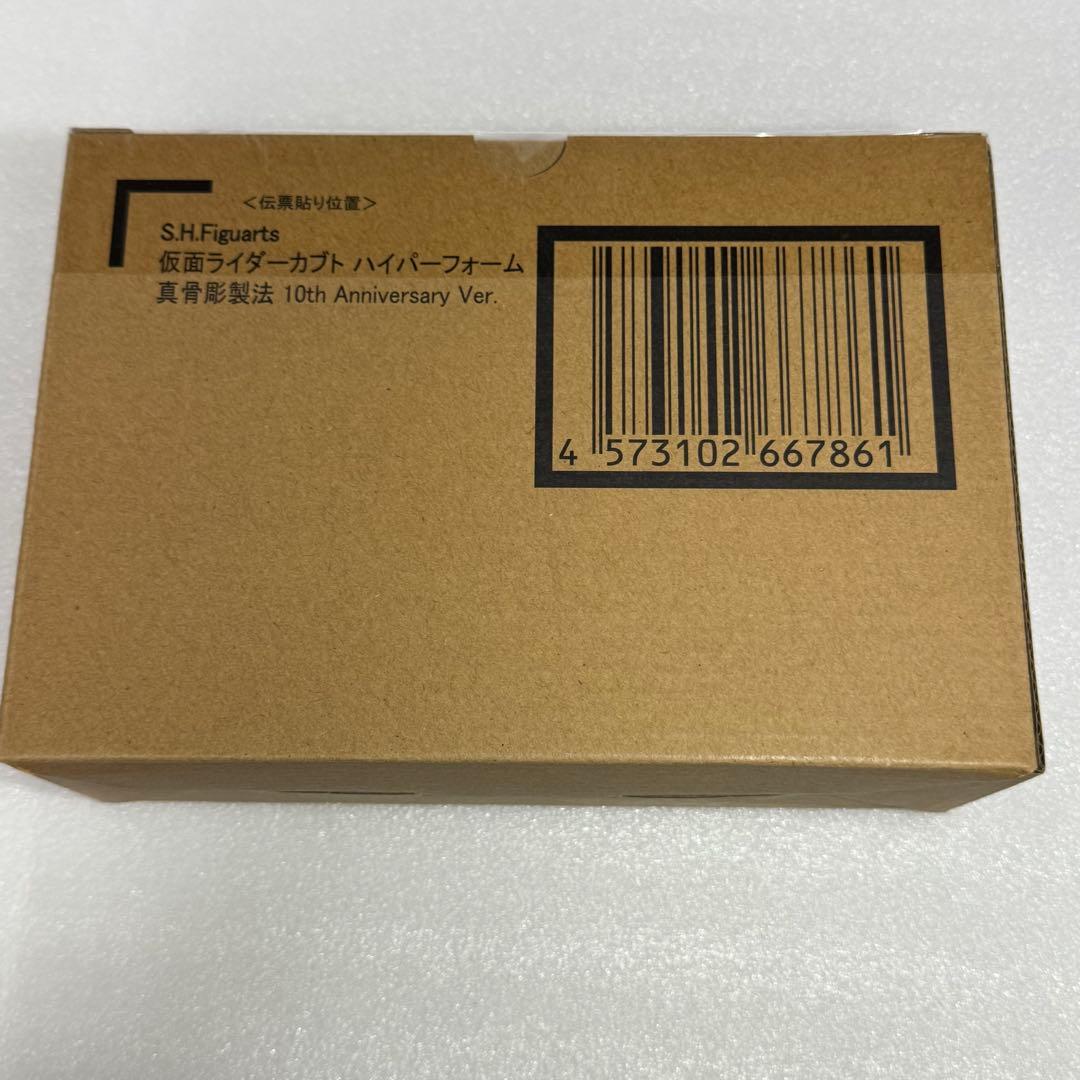 ＜伝票貼り位置＞
S.H.Figuarts
仮面ライダーカブト ハイパーフォーム
真骨彫製法 10th Anniversary Ver.
4 573102 667861